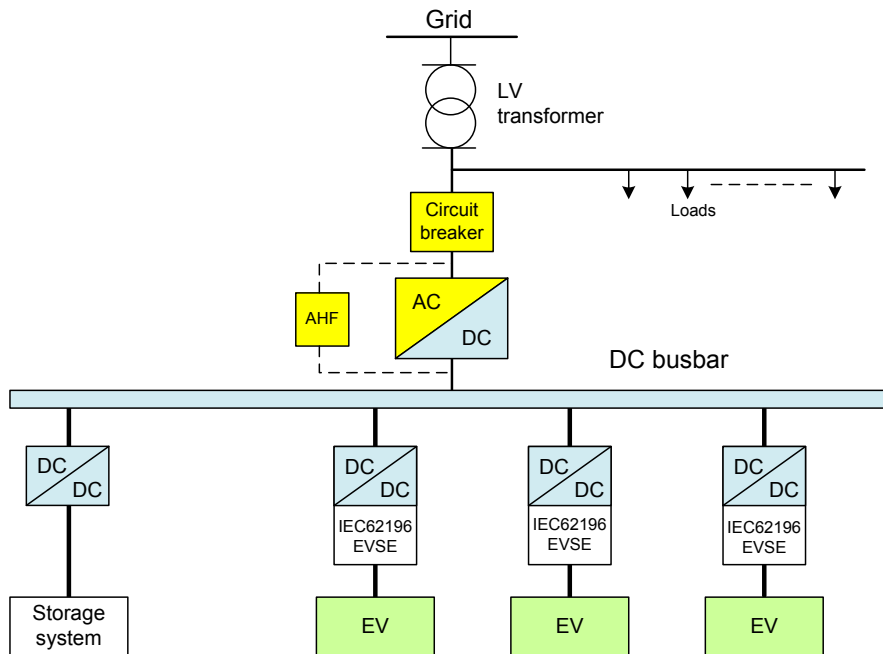 Grid
LV
transformer
Circuit
breaker
Loads
AHF
AC
DC
DC busbar
DC
DC
DC
DC
DC
DC
DC
DC
IEC62196
EVSE
IEC62196
EVSE
IEC62196
EVSE
Storage
system
EV
EV
EV